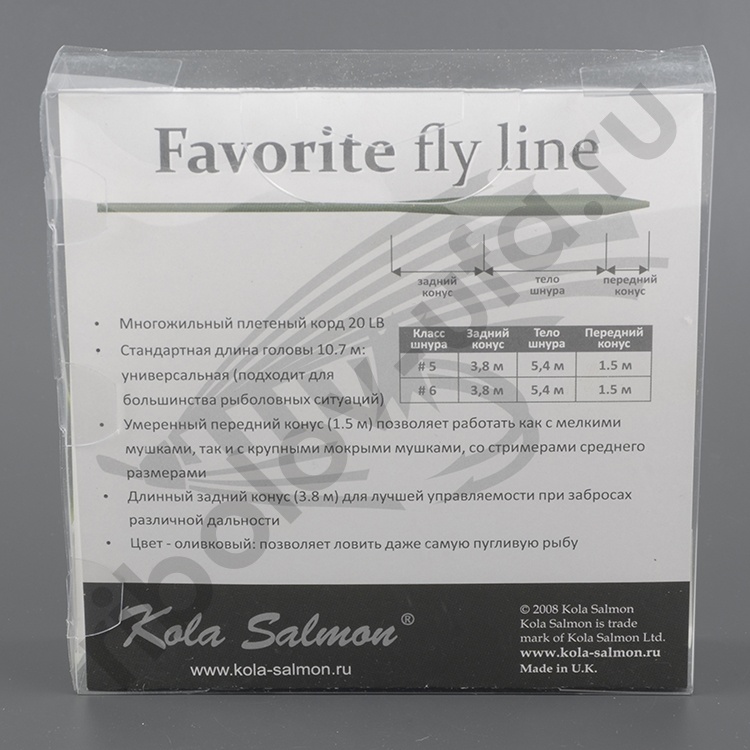 Favorite fly line
задний конус
тело шнура
передний конус
• Многожильный плетеный корд 20 LB
• Стандартная длина головы 10.7 м:
универсальная (подходит для
большинства рыболовных ситуаций)
Класс шнура Задний конус Тело шнура Передний конус
# 5 3,8 м 5,4 м 1.5 м
# 6 3,8 м 5,4 м 1.5 м
• Умеренный передний конус (1.5 м) позволяет работать как с мелкими
мушками, так и с крупными мокрыми мушками, со стримерами среднего
размерами
• Длинный задний конус (3.8 м) для лучшей управляемости при забросах
различной дальности
• Цвет - оливковый: позволяет ловить даже самую пугливую рыбу
Kola Salmon®
www.kola-salmon.ru
© 2008 Kola Salmon
Kola Salmon is trade
mark of Kola Salmon Ltd.
www.kola-salmon.ru
Made in U.K.
ribolovufa.ru